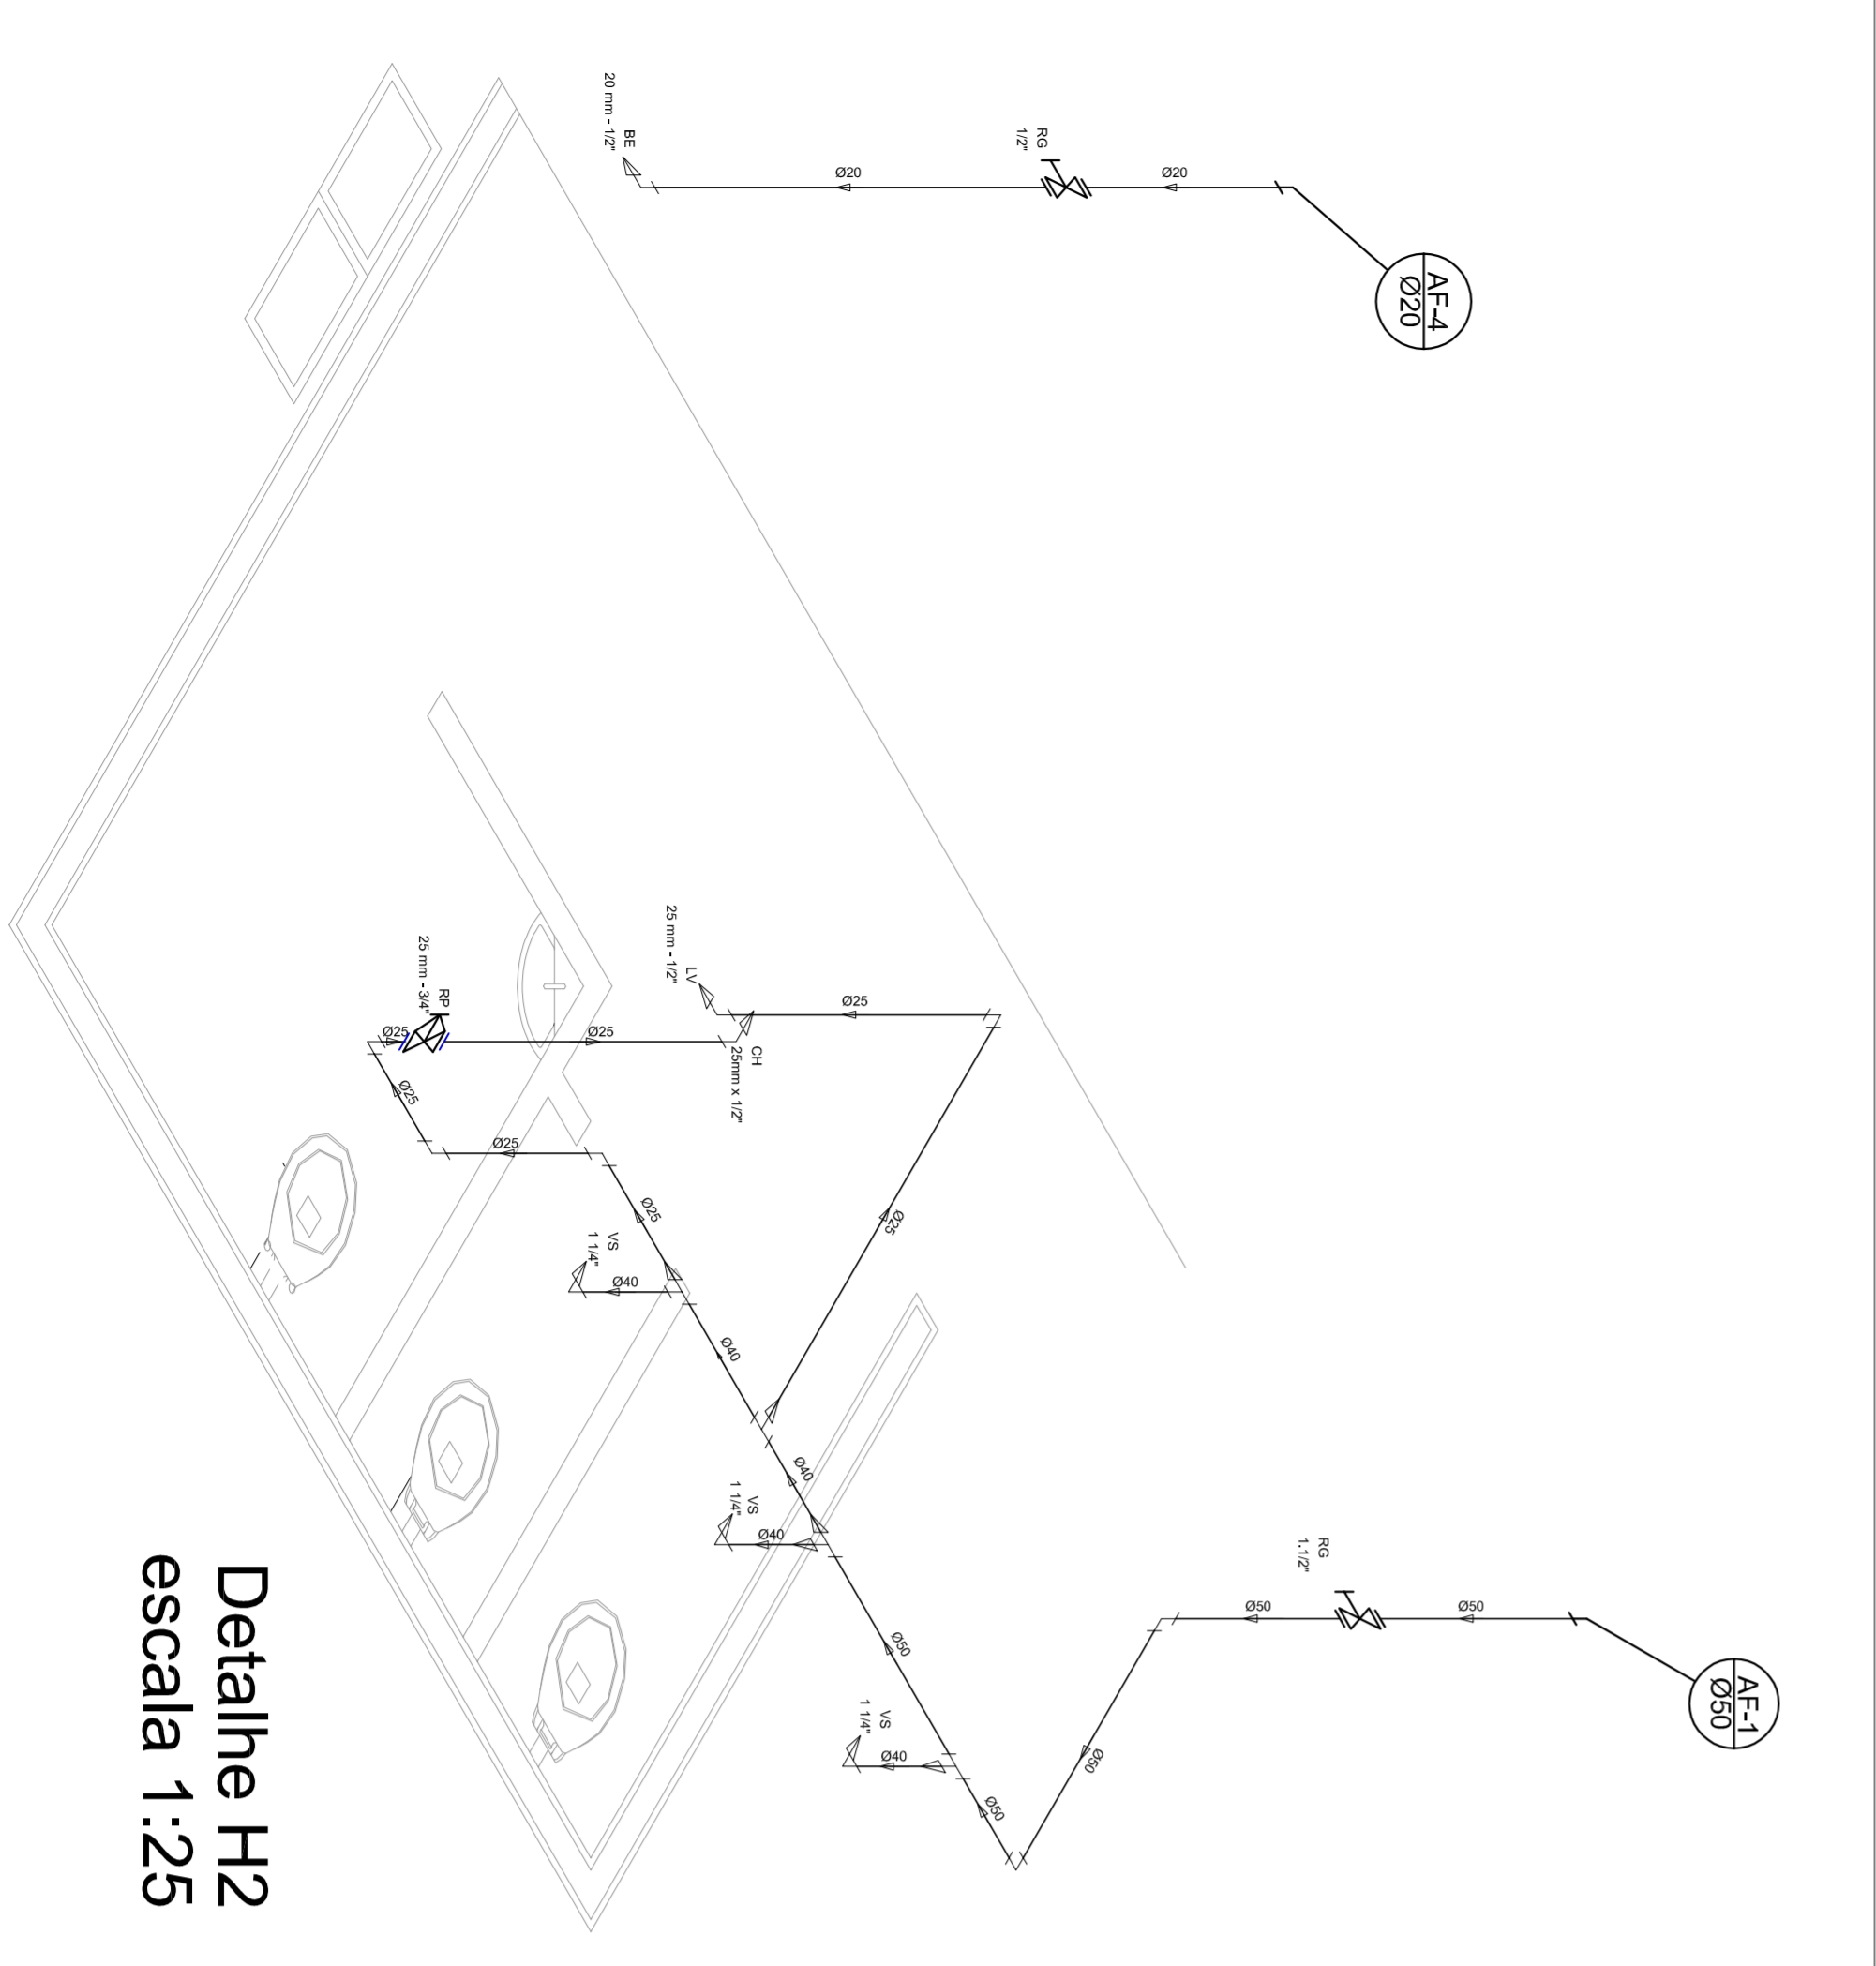 AF-4
Ø20
Ø20
RG
1/2"
Ø20
BE
20 mm - 1/2"
AF-1
Ø50
Ø50
RG
1.1/2"
Ø50
Ø50
Ø50
VS
1 1/4"
Ø40
Ø50
VS
1 1/4"
Ø40
Ø40
Ø25
Ø25
LV
25 mm - 1/2"
Ø40
VS
1 1/4"
Ø40
Ø25
Ø25
Ø25
Ø25
RP
25 mm - 3/4"
Ø25
CH
25mm x 1/2"
Detalhe H2
escala 1:25